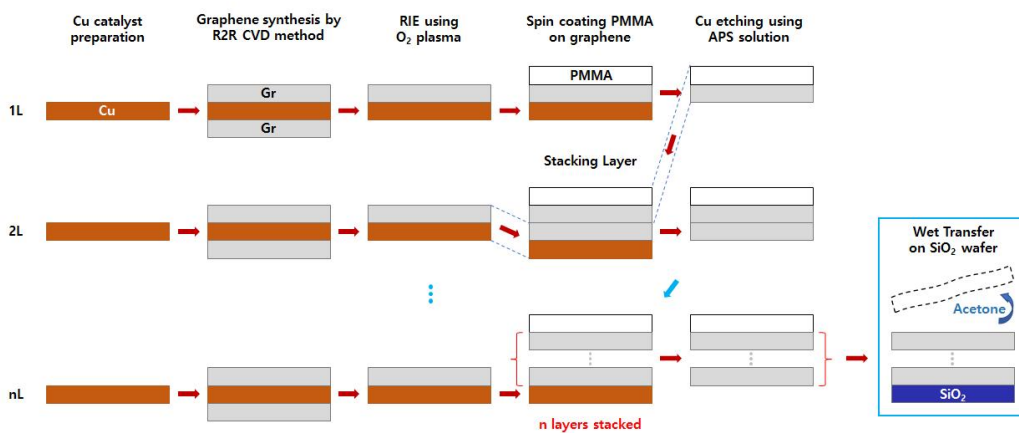 Cu catalyst
preparation
Graphene synthesis by
R2R CVD method
RIE using
O₂ plasma
Spin coating PMMA
on graphene
Cu etching using
APS solution
1L
Cu
Gr
Gr
PMMA
Stacking Layer
2L
Wet Transfer
on SiO₂ wafer
Acetone
nL
SiO₂
n layers stacked